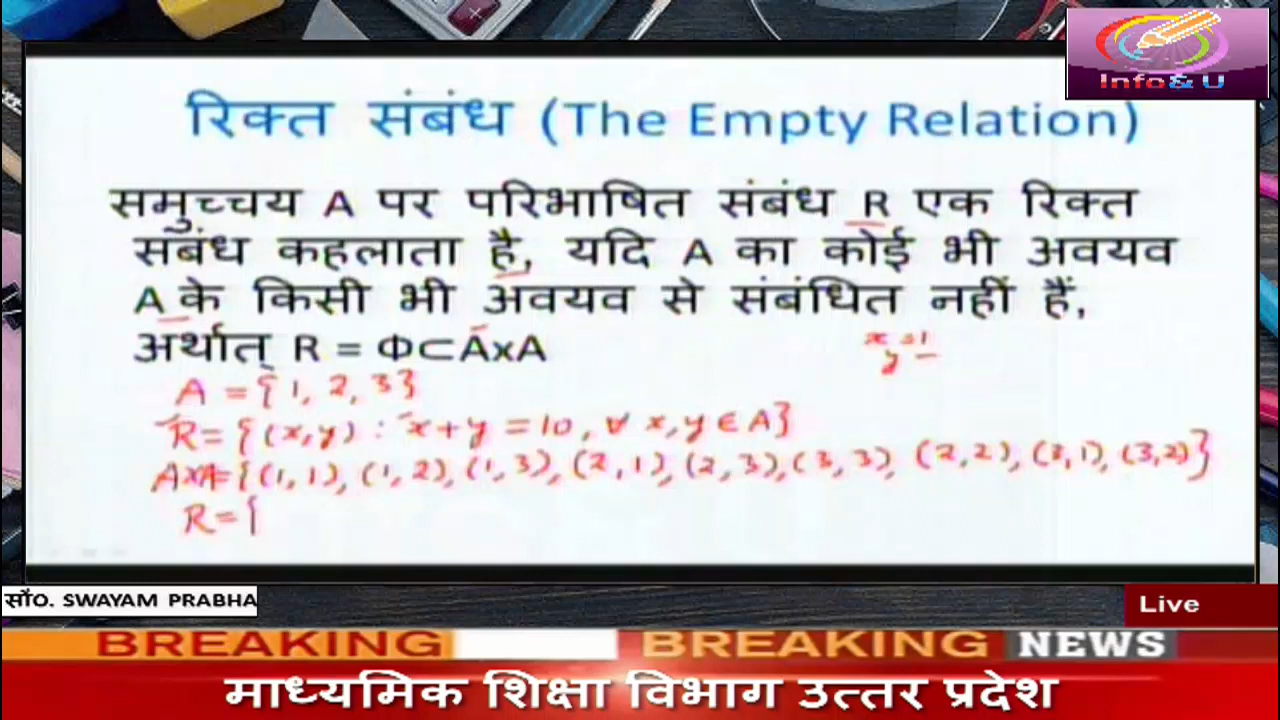 Info& U
रिक्त संबंध (The Empty Relation)
समुच्चय A पर परिभाषित संबंध R एक रिक्त
संबंध कहलाता है, यदि A का कोई भी अवयव
A के किसी भी अवयव से संबंधित नहीं हैं,
अर्थात् R = Φ⊂AxA
x =1
y =
A = {1, 2, 3}
R = {(x,y) : x+y = 10, ∀ x,y ∈ A}
AxA = {(1,1), (1,2), (1,3), (2,1), (2,3), (3,3), (2,2), (3,1), (3,2)}
R = {
सौ0. SWAYAM PRABHA
Live
BREAKING BREAKING NEWS
माध्यमिक शिक्षा विभाग उत्तर प्रदेश